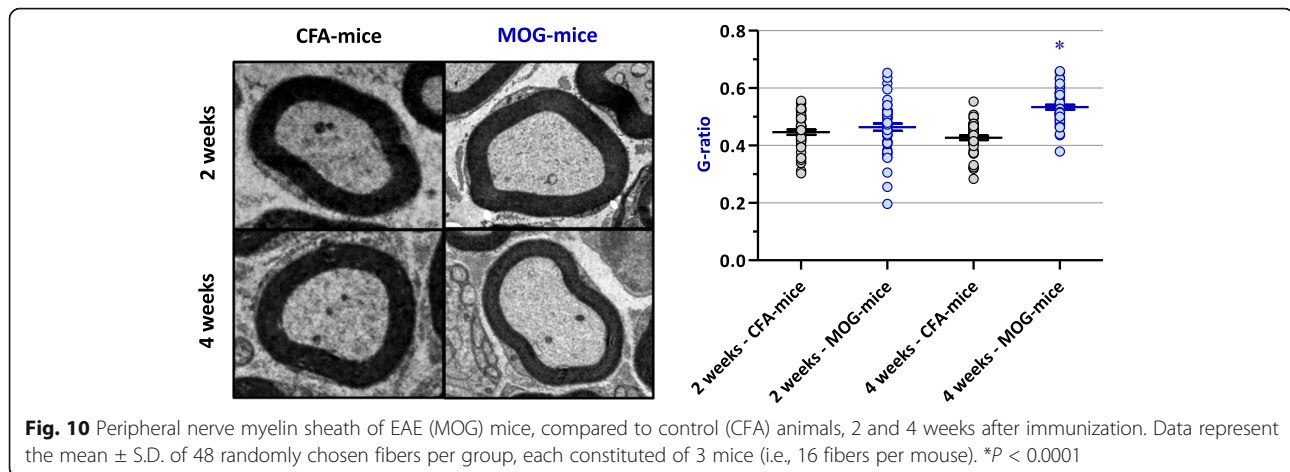 CFA-mice
MOG-mice
2 weeks
4 weeks
0.8
0.6
0.4
0.2
0.0
G-ratio
*
2 weeks - CFA-mice
2 weeks - MOG-mice
4 weeks - CFA-mice
4 weeks - MOG-mice
Fig. 10 Peripheral nerve myelin sheath of EAE (MOG) mice, compared to control (CFA) animals, 2 and 4 weeks after immunization. Data represent
the mean ± S.D. of 48 randomly chosen fibers per group, each constituted of 3 mice (i.e., 16 fibers per mouse). *P < 0.0001